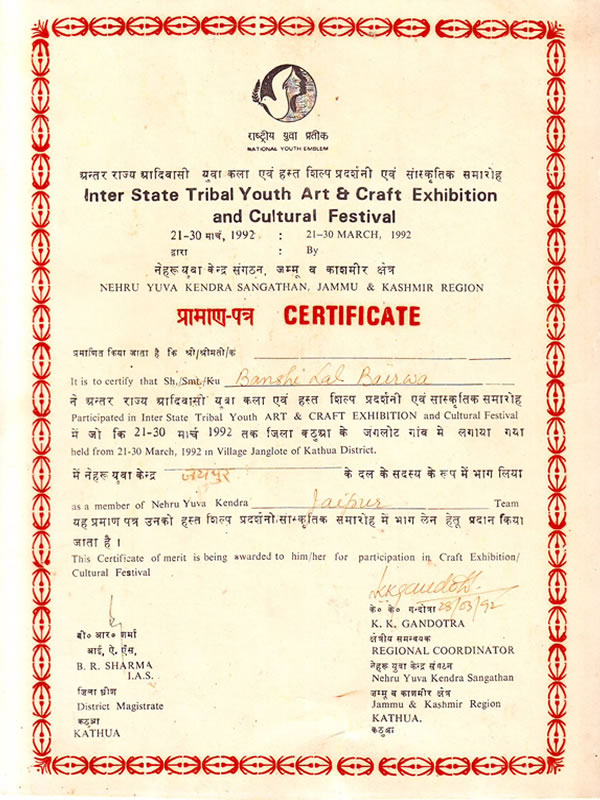 राष्ट्रीय युवा प्रतीक
NATIONAL YOUTH EMBLEM
अन्तर राज्य आदिवासी युवा कला एवं हस्त शिल्प प्रदर्शनी एवं सांस्कृतिक समारोह
Inter State Tribal Youth Art & Craft Exhibition
and Cultural Festival
21-30 मार्च, 1992 : 21-30 MARCH, 1992
द्वारा : By
नेहरू युवा केन्द्र संगठन, जम्मू व काशमीर क्षेत्र
NEHRU YUVA KENDRA SANGATHAN, JAMMU & KASHMIR REGION
प्रामाण-पत्र CERTIFICATE
प्रमाणित किया जाता है कि श्री/श्रीमती/क
It is to certify that Sh./Smt./Ku Banshi Lal Bairwa
ने अन्तर राज्य आदिवासी युवा कला एवं हस्त शिल्प प्रदर्शनी एवं सांस्कृतिक समारोह
Participated in Inter State Tribal Youth ART & CRAFT EXHIBITION and Cultural Festival
में जो कि 21-30 मार्च 1992 तक जिला कठुआ के जंगलोट गांव मे लगाया गया
held from 21-30 March, 1992 in Village Janglote of Kathua District.
में नेहरू युवा केन्द्र जयपुर के दल के सदस्य के रूप में भाग लिया
as a member of Nehru Yuva Kendra Jaipur Team
यह प्रमाण पत्र उनको हस्त शिल्प प्रदर्शनी/सांस्कृतिक समारोह में भाग लेन हेतू प्रदान किया
जाता है ।
This Certificate of merit is being awarded to him/her for participation in Craft Exhibition/
Cultural Festival
KKGandotra
28/03/92
बी० आर० शर्मा
आई, ऐ. ऐंस,
B. R. SHARMA
I.A.S.
जिला धीश
District Magistrate
कठुआ
KATHUA
के० के० गन्दोत्रा
K. K. GANDOTRA
क्षेत्रीय समन्वयक
REGIONAL COORDINATOR
नेहरू युवा केन्द्र संगठन
Nehru Yuva Kendra Sangathan
जम्मू व काशमीर क्षेत्र
Jammu & Kashmir Region
KATHUA.
कठुआ